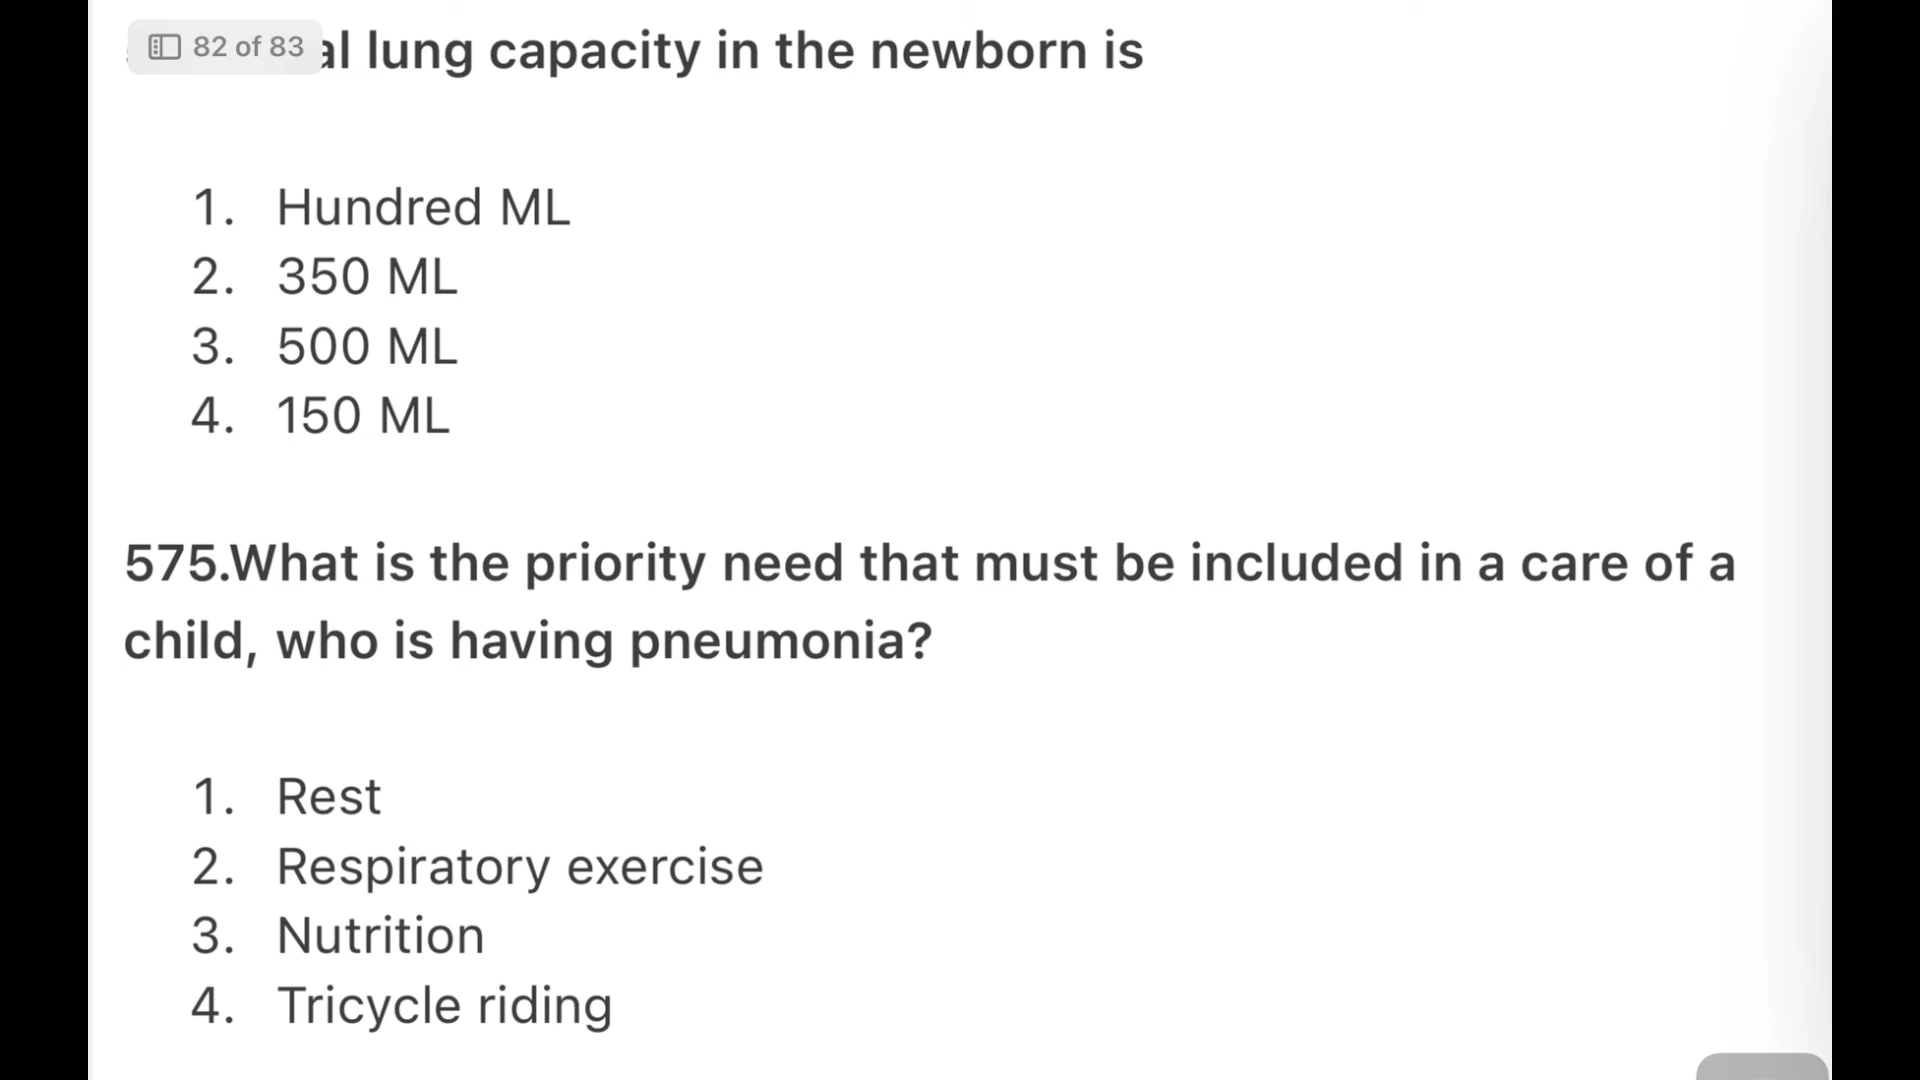 82 of 83
al lung capacity in the newborn is
1. Hundred ML
2. 350 ML
3. 500 ML
4. 150 ML
575.What is the priority need that must be included in a care of a
child, who is having pneumonia?
1. Rest
2. Respiratory exercise
3. Nutrition
4. Tricycle riding